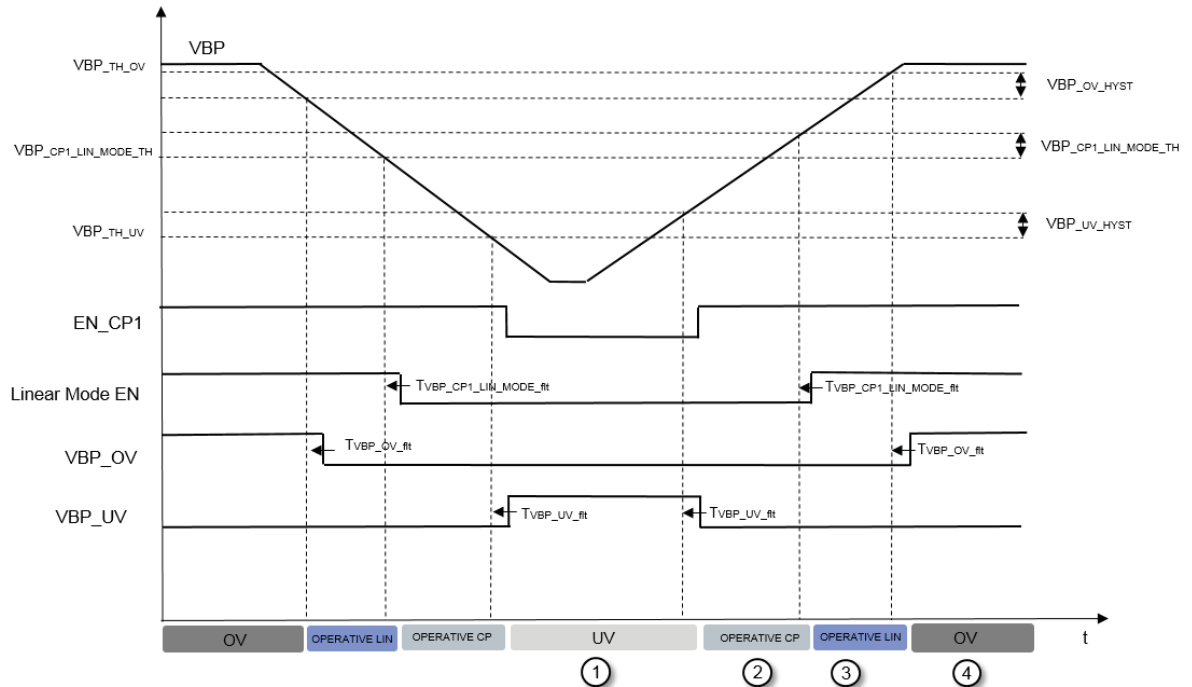 VBP
VBP_TH_OV
VBP_OV_HYST
VBP_CP1_LIN_MODE_TH
VBP_CP1_LIN_MODE_TH
VBP_TH_UV
VBP_UV_HYST
EN_CP1
Linear Mode EN
TVBP_CP1_LIN_MODE_flt
TVBP_CP1_LIN_MODE_flt
VBP_OV
TVBP_OV_flt
TVBP_OV_flt
VBP_UV
TVBP_UV_flt
TVBP_UV_flt
OV
OPERATIVE LIN
OPERATIVE CP
UV
OPERATIVE CP
OPERATIVE LIN
OV
t
1
2
3
4